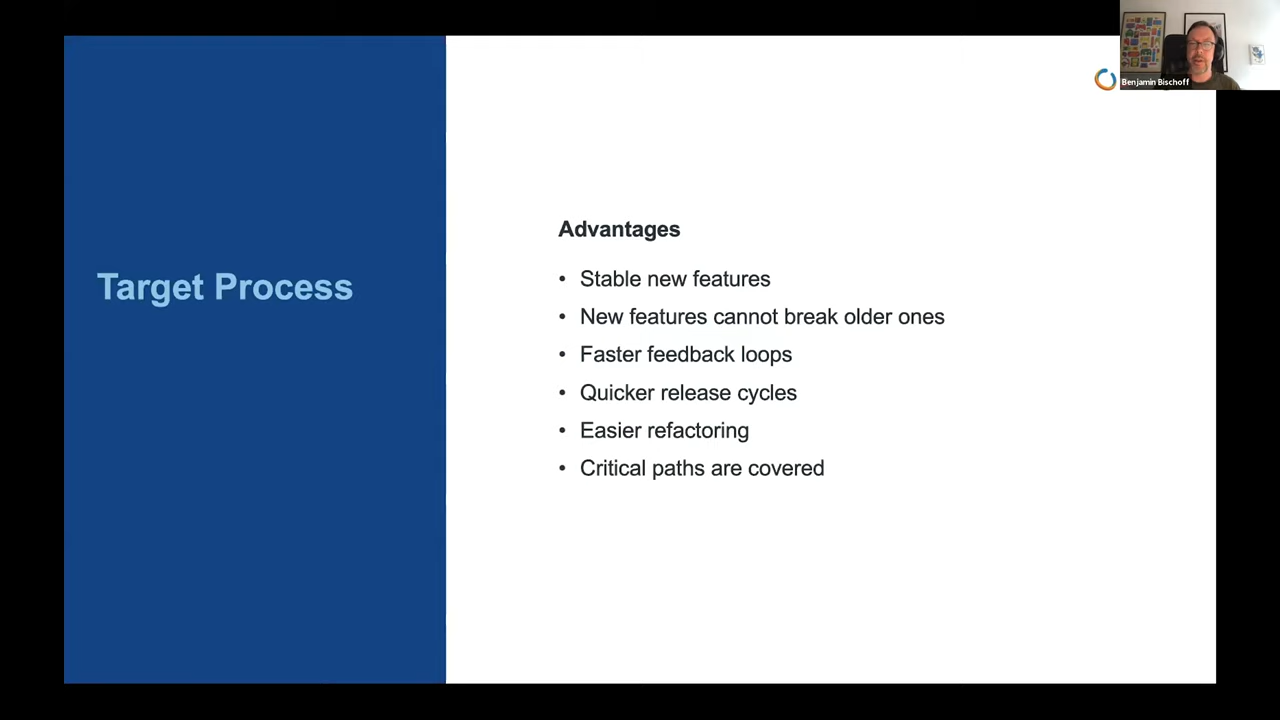 Benjamin Bischoff
Target Process
Advantages
• Stable new features
• New features cannot break older ones
• Faster feedback loops
• Quicker release cycles
• Easier refactoring
• Critical paths are covered